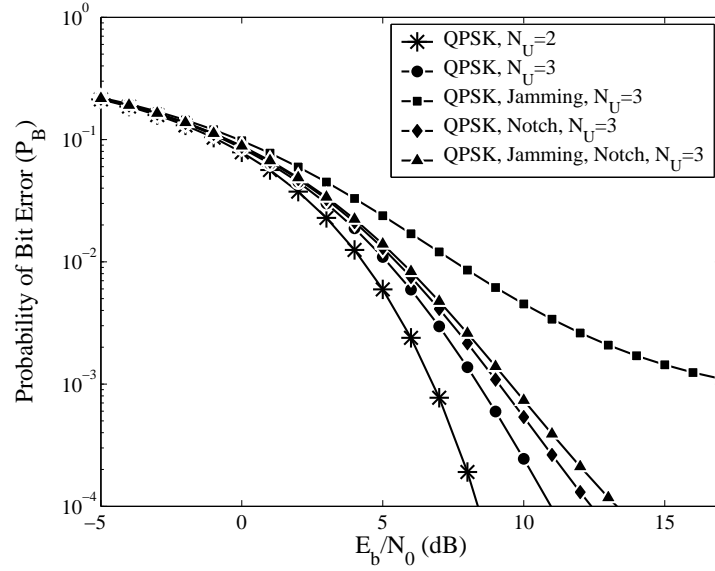 10^0
10^-1
10^-2
10^-3
10^-4
Probability of Bit Error (P_B)
QPSK, N_U=2
QPSK, N_U=3
QPSK, Jamming, N_U=3
QPSK, Notch, N_U=3
QPSK, Jamming, Notch, N_U=3
−5 0 5 10 15
E_b/N_0 (dB)